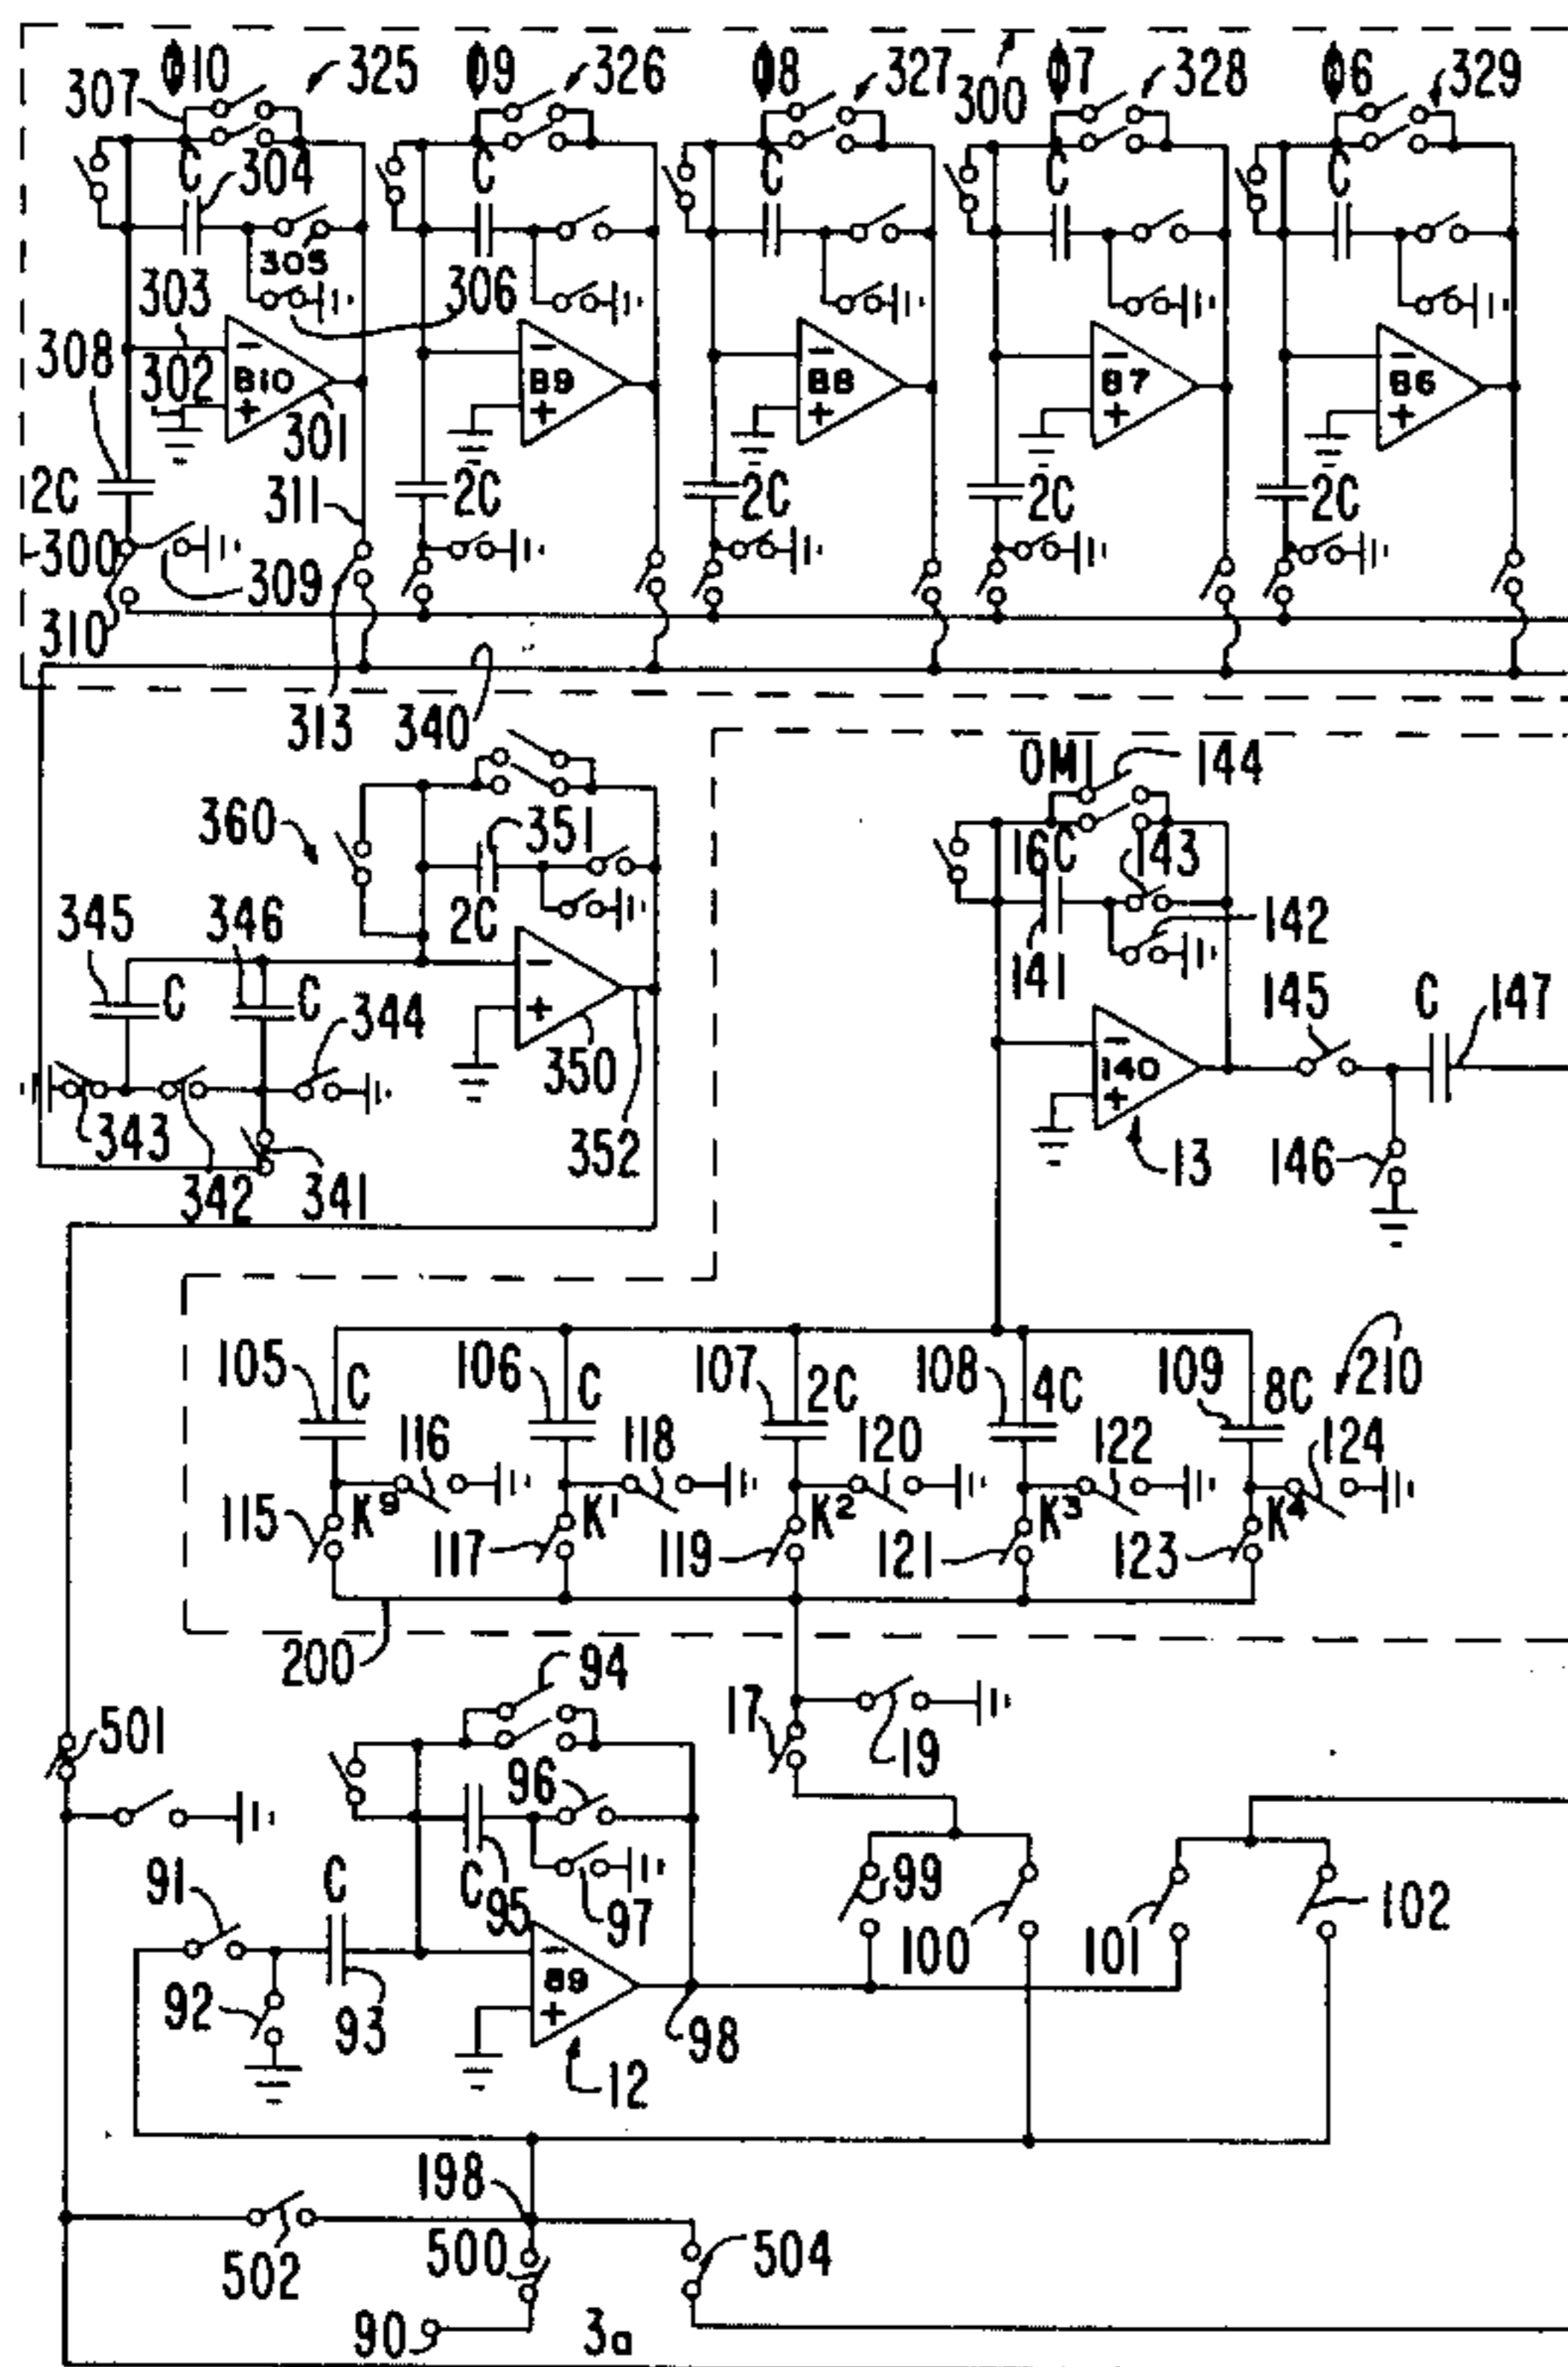 Φ10 325 Φ9 326 Φ8 327 300 Φ7 328 Φ6 329
307
C 304 C C C C
305
303 306
308 302 B10 301 B9 B8 B7 B6
− + − + − + − + − +
2C 311 2C 2C 2C 2C
300 309
310
313 340
0M1 144
360 351 16C 143
345 346 2C 142
C C 344 − + 141 145 C 147
350 140 − +
343 352 13 146
342 341
105 C 106 C 107 2C 108 4C 109 8C 210
116 118 120 122 124
115 K⁹ K¹ K² K³ K⁴
117 119 121 123
200 94
17 19
501 96
91 C C 95 97 99 100 101 102
92 93 89 − + 98
12
198
502 500 504
90 3a